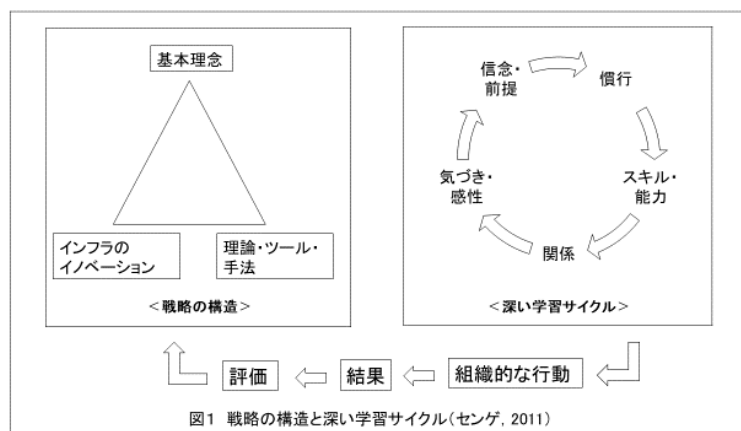 基本理念
インフラの
イノベーション
理論・ツール・
手法
＜戦略の構造＞
信念・
前提
慣行
スキル・
能力
関係
気づき・
感性
＜深い学習サイクル＞
評価
結果
組織的な行動
図1 戦略の構造と深い学習サイクル（センゲ, 2011）